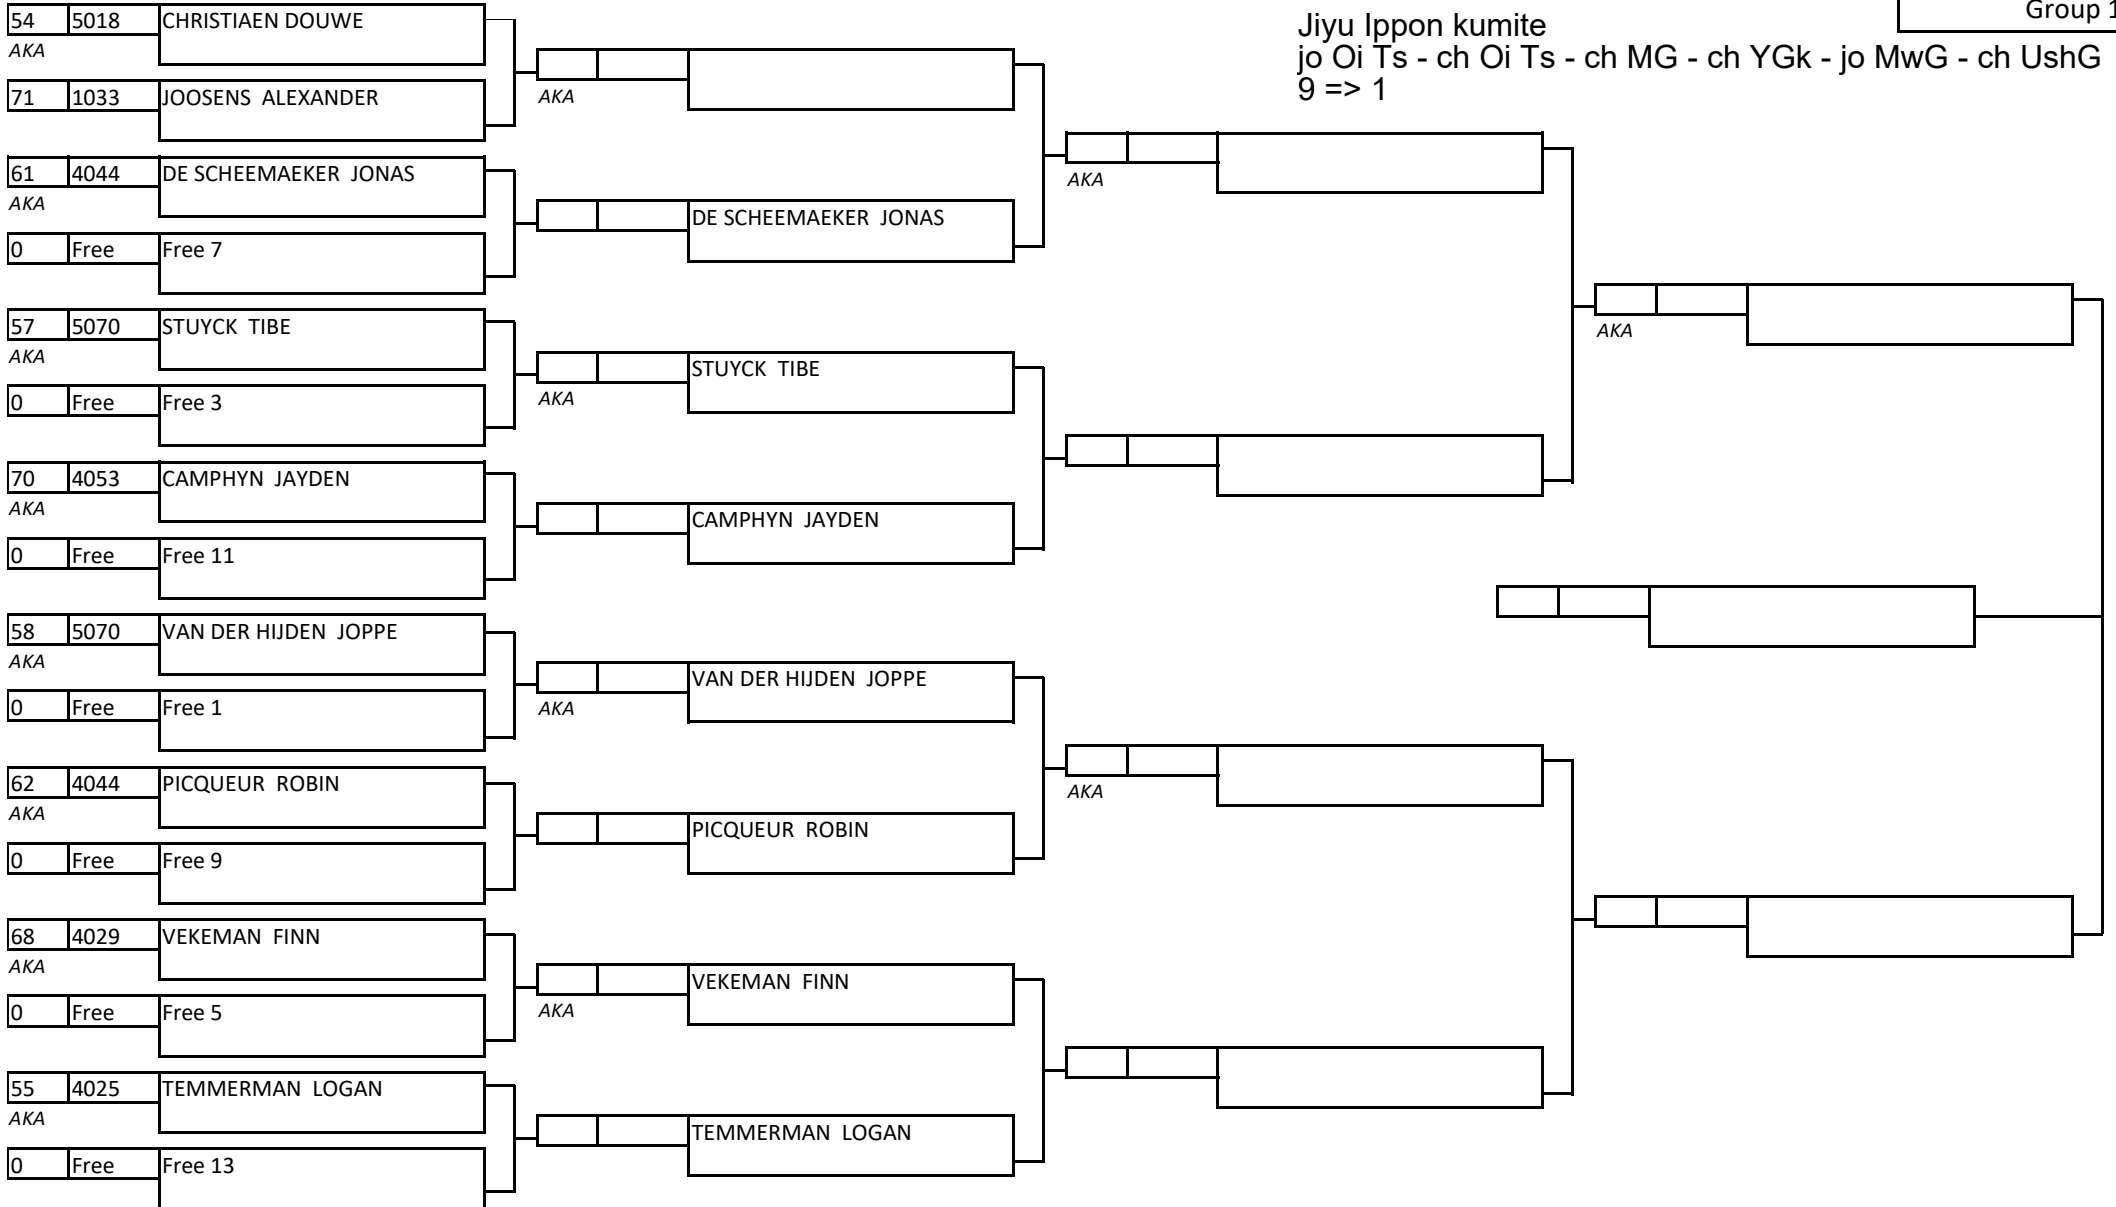 Group 1
Jiyu Ippon kumite
jo Oi Ts - ch Oi Ts - ch MG - ch YGk - jo MwG - ch UshG
9 => 1
54 5018 CHRISTIAEN DOUWE
AKA
71 1033 JOOSENS ALEXANDER
AKA
AKA
61 4044 DE SCHEEMAEKER JONAS
AKA
DE SCHEEMAEKER JONAS
0 Free Free 7
57 5070 STUYCK TIBE
AKA
AKA
STUYCK TIBE
0 Free Free 3
AKA
70 4053 CAMPHYN JAYDEN
AKA
CAMPHYN JAYDEN
0 Free Free 11
58 5070 VAN DER HIJDEN JOPPE
AKA
VAN DER HIJDEN JOPPE
0 Free Free 1
AKA
62 4044 PICQUEUR ROBIN
AKA
AKA
PICQUEUR ROBIN
0 Free Free 9
68 4029 VEKEMAN FINN
AKA
VEKEMAN FINN
0 Free Free 5
AKA
55 4025 TEMMERMAN LOGAN
AKA
TEMMERMAN LOGAN
0 Free Free 13